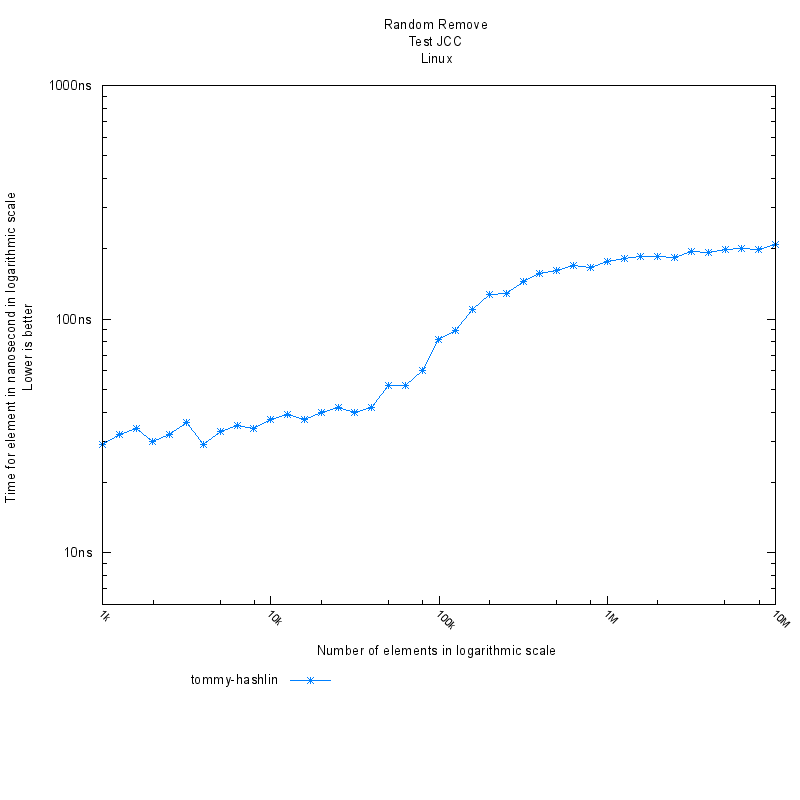 Random Remove
Test JCC
Linux
1000ns
100ns
10ns
Time for element in nanosecond in logarithmic scale
Lower is better
1k
10k
100k
1M
10M
Number of elements in logarithmic scale
tommy-hashlin